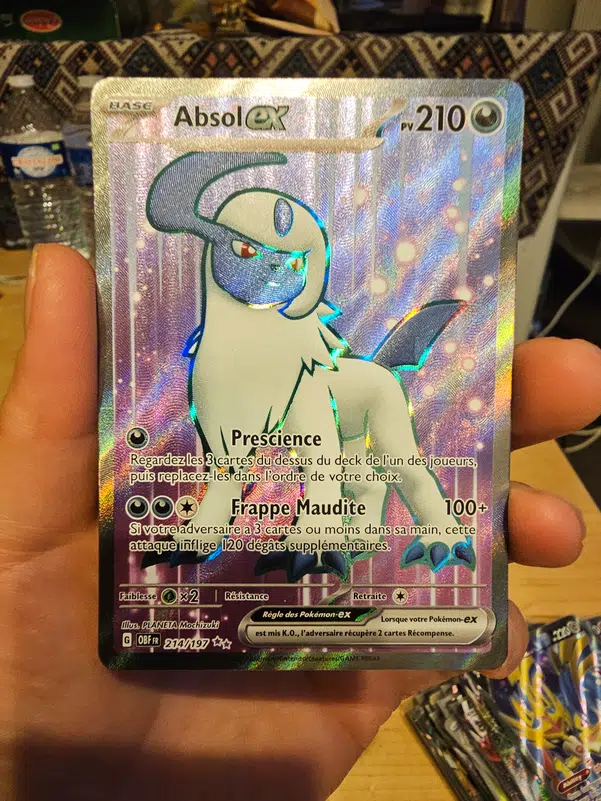 BASE
Absol ex
PV 210
Prescience
Regardez les 3 cartes du dessus du deck de l'un des joueurs,
puis replacez-les dans l'ordre de votre choix.
Frappe Maudite 100+
Si votre adversaire a 3 cartes ou moins dans sa main, cette
attaque inflige 120 dégâts supplémentaires.
Faiblesse ×2 Résistance Retraite
Règle des Pokémon-ex
Lorsque votre Pokémon-ex
est mis K.O., l'adversaire récupère 2 cartes Récompense.
Illus. PLANETA Mochizuki
G OBF FR 214/197
Ability